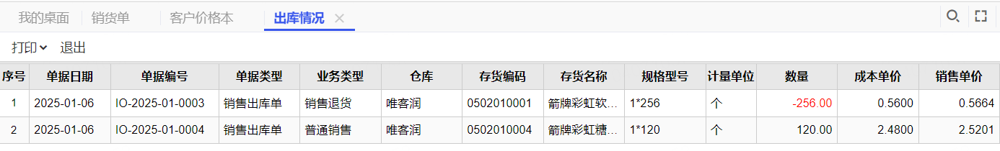 我的桌面 销货单 客户价格本 出库情况
打印 退出
序号 单据日期 单据编号 单据类型 业务类型 仓库 存货编码 存货名称 规格型号 计量单位 数量 成本单价 销售单价
1 2025-01-06 IO-2025-01-0003 销售出库单 销售退货 唯客润 0502010001 箭牌彩虹软... 1*256 个 -256.00 0.5600 0.5664
2 2025-01-06 IO-2025-01-0004 销售出库单 普通销售 唯客润 0502010004 箭牌彩虹糖... 1*120 个 120.00 2.4800 2.5201